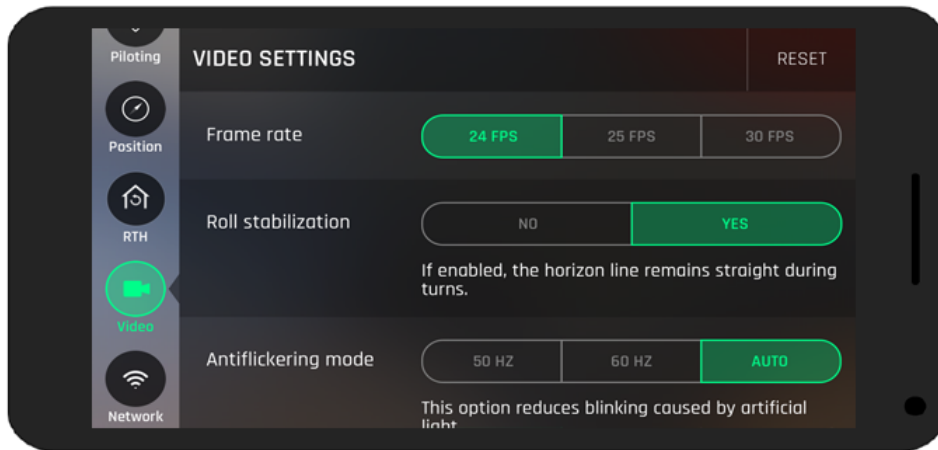 Piloting
VIDEO SETTINGS
RESET
Position
Frame rate
24 FPS
25 FPS
30 FPS
RTH
Roll stabilization
NO
YES
If enabled, the horizon line remains straight during
turns.
Video
Antiflickering mode
50 HZ
60 HZ
AUTO
Network
This option reduces blinking caused by artificial
light